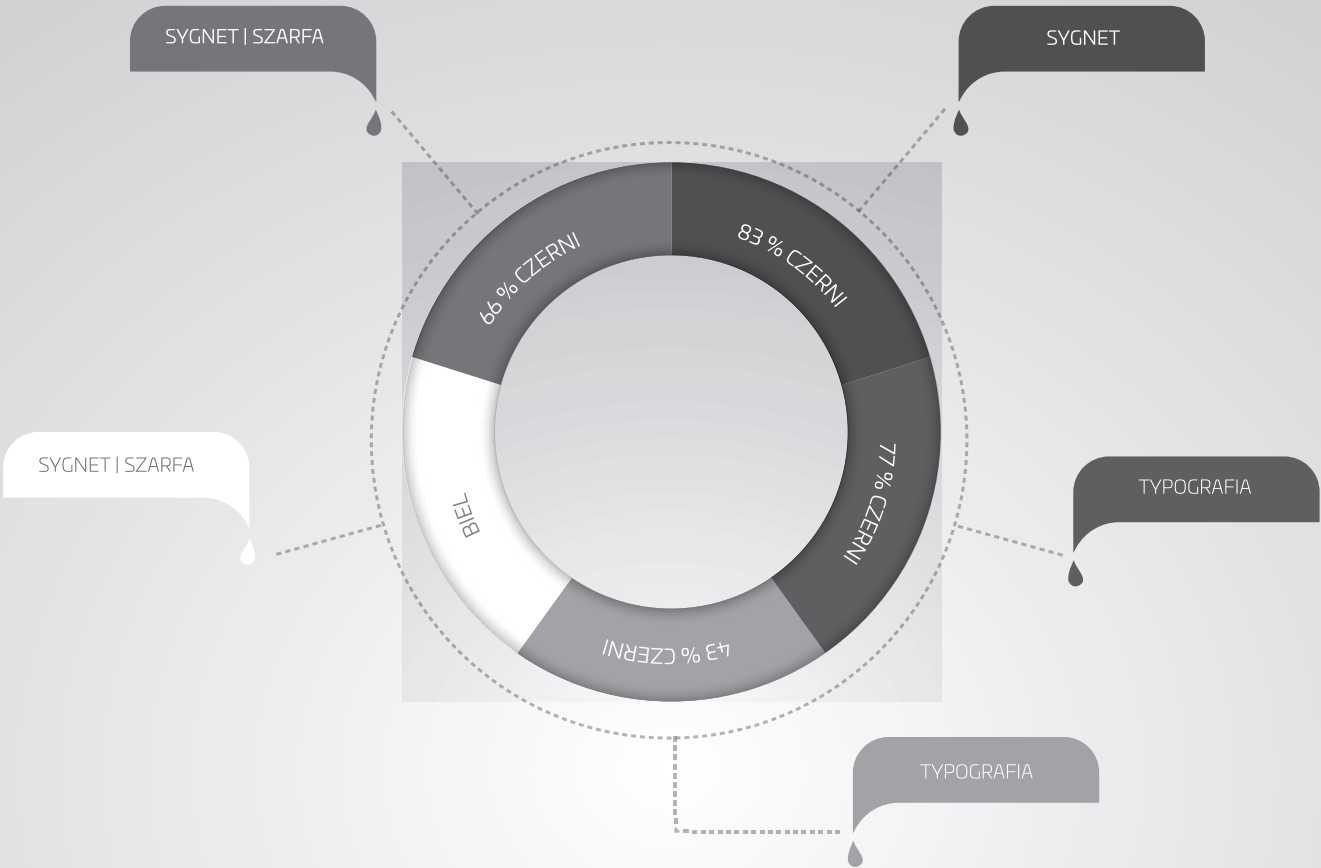 SYGNET | SZARFA
SYGNET
66 % CZERNI
83 % CZERNI
SYGNET | SZARFA
BIEL
77 % CZERNI
TYPOGRAFIA
43 % CZERNI
TYPOGRAFIA